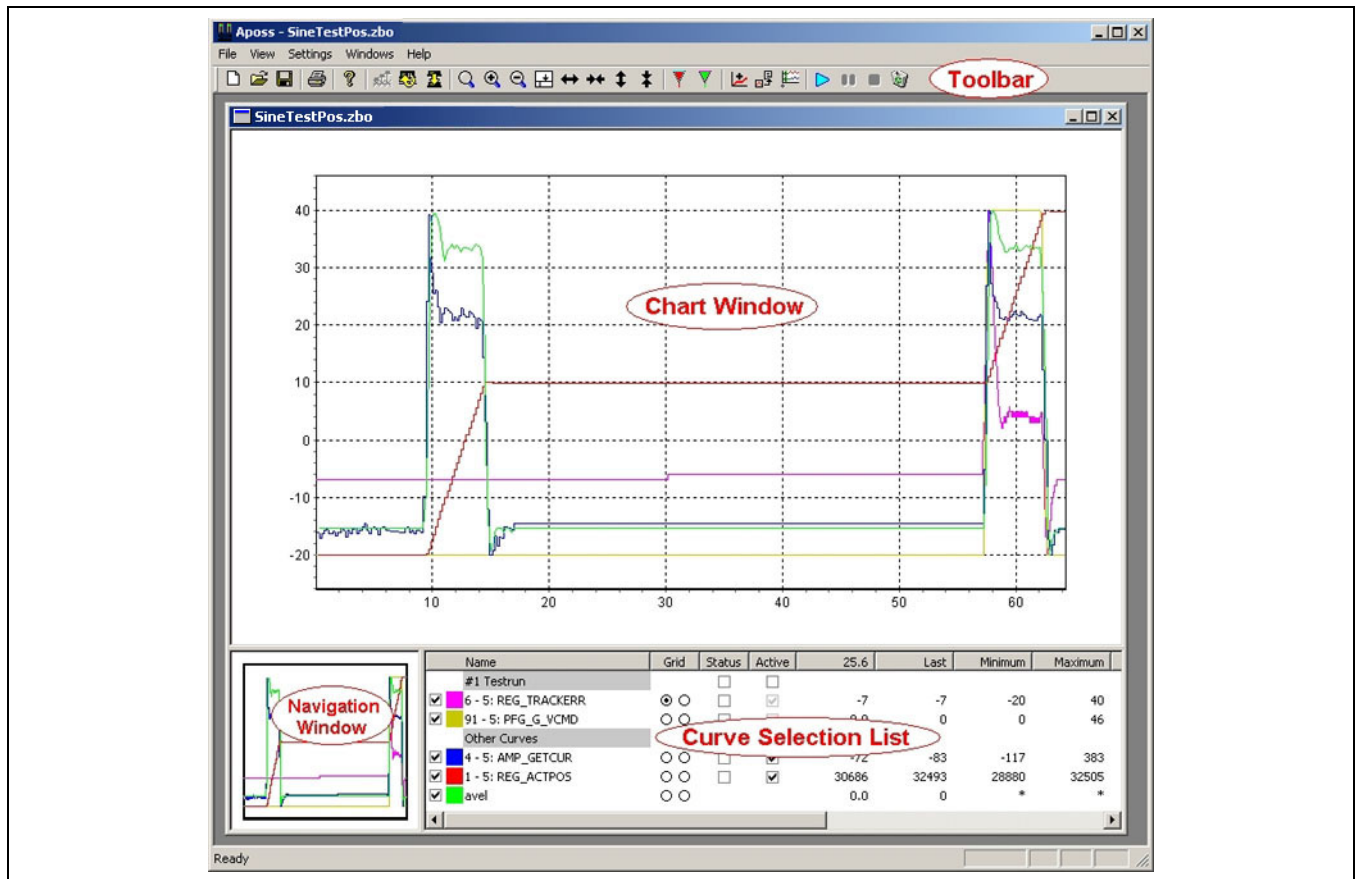 Aposs - SineTestPos.zbo
File View Settings Windows Help
Toolbar
SineTestPos.zbo
40
30
20
10
0
-10
-20
10 20 30 40 50 60
Chart Window
Navigation Window
Name Grid Status Active 25.6 Last Minimum Maximum
#1 Testrun
6 - 5: REG_TRACKERR -7 -7 -20 40
91 - 5: PFG_G_VCMD 0 0 46
Other Curves
Curve Selection List
4 - 5: AMP_GETCUR -72 -83 -117 383
1 - 5: REG_ACTPOS 30686 32493 28880 32505
avel 0.0 0 * *
Ready